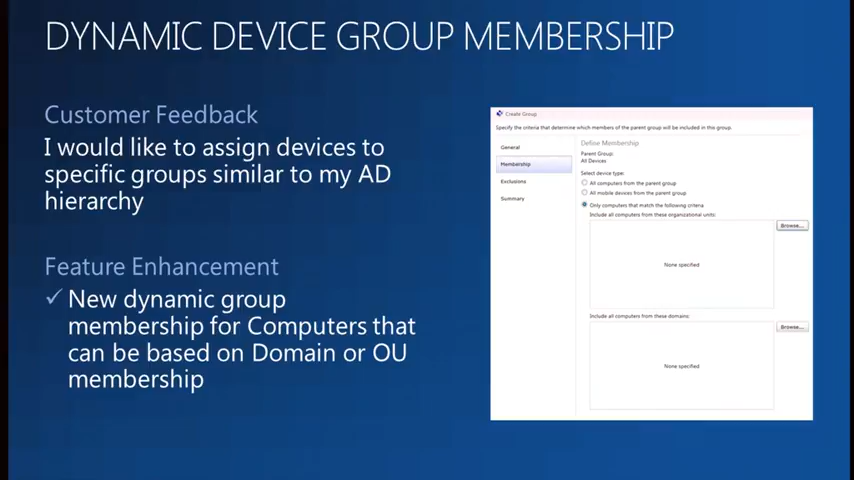 DYNAMIC DEVICE GROUP MEMBERSHIP
Customer Feedback
I would like to assign devices to
specific groups similar to my AD
hierarchy
Feature Enhancement
✓ New dynamic group
membership for Computers that
can be based on Domain or OU
membership
Create Group
Specify the criteria that determine which members of the parent group will be included in this group.
General
Membership
Exclusions
Summary
Define Membership
Parent Group:
All Devices
Select device type:
All computers from the parent group
All mobile devices from the parent group
Only computers that match the following criteria
Include all computers from these organizational units:
Browse...
None specified
Include all computers from these domains:
Browse...
None specified